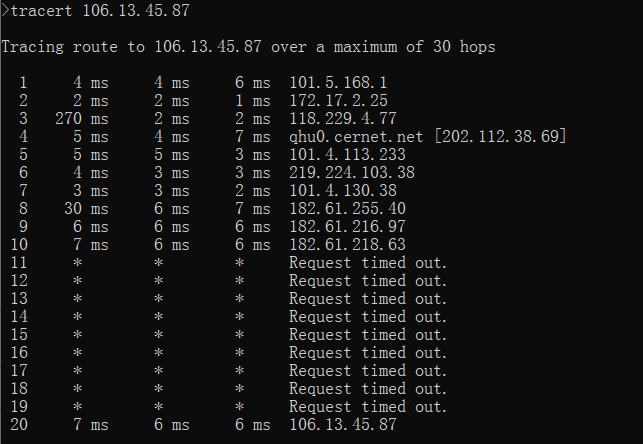 >tracert 106.13.45.87
Tracing route to 106.13.45.87 over a maximum of 30 hops
1 4 ms 4 ms 6 ms 101.5.168.1
2 2 ms 2 ms 1 ms 172.17.2.25
3 270 ms 2 ms 2 ms 118.229.4.77
4 5 ms 4 ms 7 ms qhu0.cernet.net [202.112.38.69]
5 5 ms 5 ms 3 ms 101.4.113.233
6 4 ms 3 ms 3 ms 219.224.103.38
7 3 ms 3 ms 2 ms 101.4.130.38
8 30 ms 6 ms 7 ms 182.61.255.40
9 6 ms 6 ms 6 ms 182.61.216.97
10 7 ms 6 ms 6 ms 182.61.218.63
11 * * * Request timed out.
12 * * * Request timed out.
13 * * * Request timed out.
14 * * * Request timed out.
15 * * * Request timed out.
16 * * * Request timed out.
17 * * * Request timed out.
18 * * * Request timed out.
19 * * * Request timed out.
20 7 ms 6 ms 6 ms 106.13.45.87